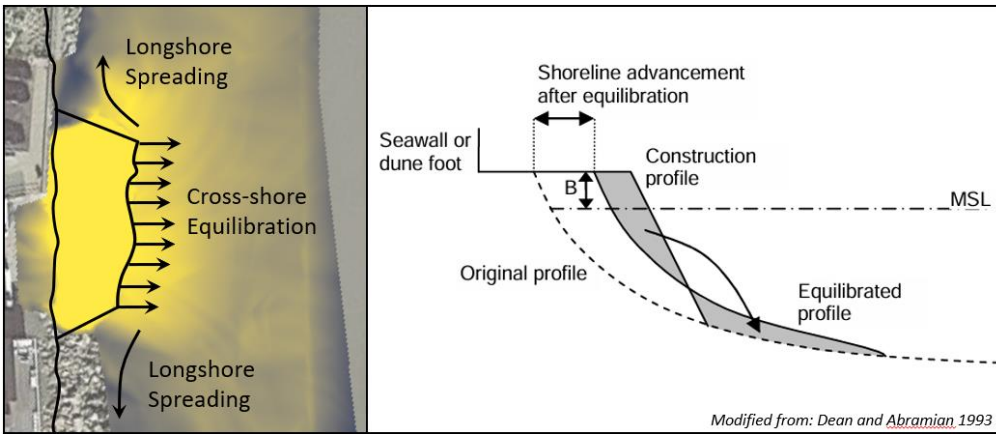 Longshore
Spreading
Cross-shore
Equilibration
Longshore
Spreading
Shoreline advancement
after equilibration
Seawall or
dune foot
Construction
profile
B
MSL
Original profile
Equilibrated
profile
Modified from: Dean and Abramian 1993